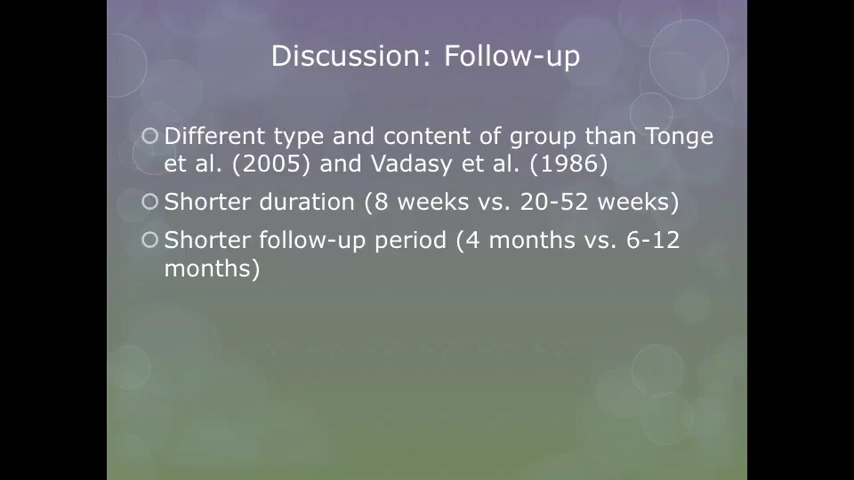 Discussion: Follow-up
Different type and content of group than Tonge
et al. (2005) and Vadasy et al. (1986)
Shorter duration (8 weeks vs. 20-52 weeks)
Shorter follow-up period (4 months vs. 6-12
months)